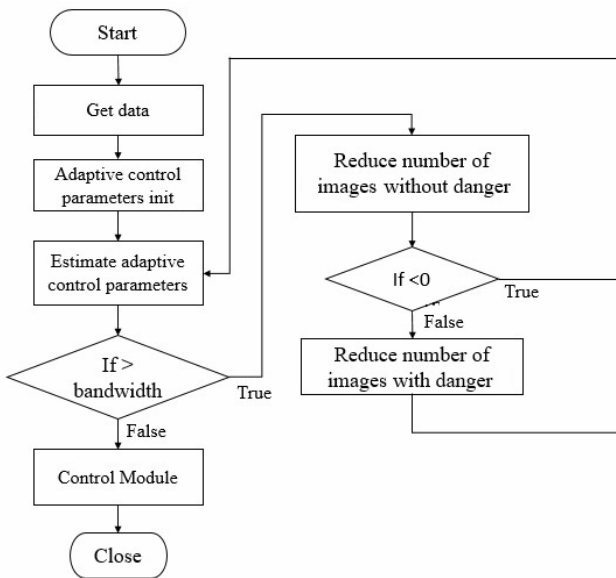 Start
Get data
Adaptive control
parameters init
Estimate adaptive
control parameters
If >
bandwidth
True
False
Control Module
Close
Reduce number of
images without danger
If <0
True
False
Reduce number of
images with danger